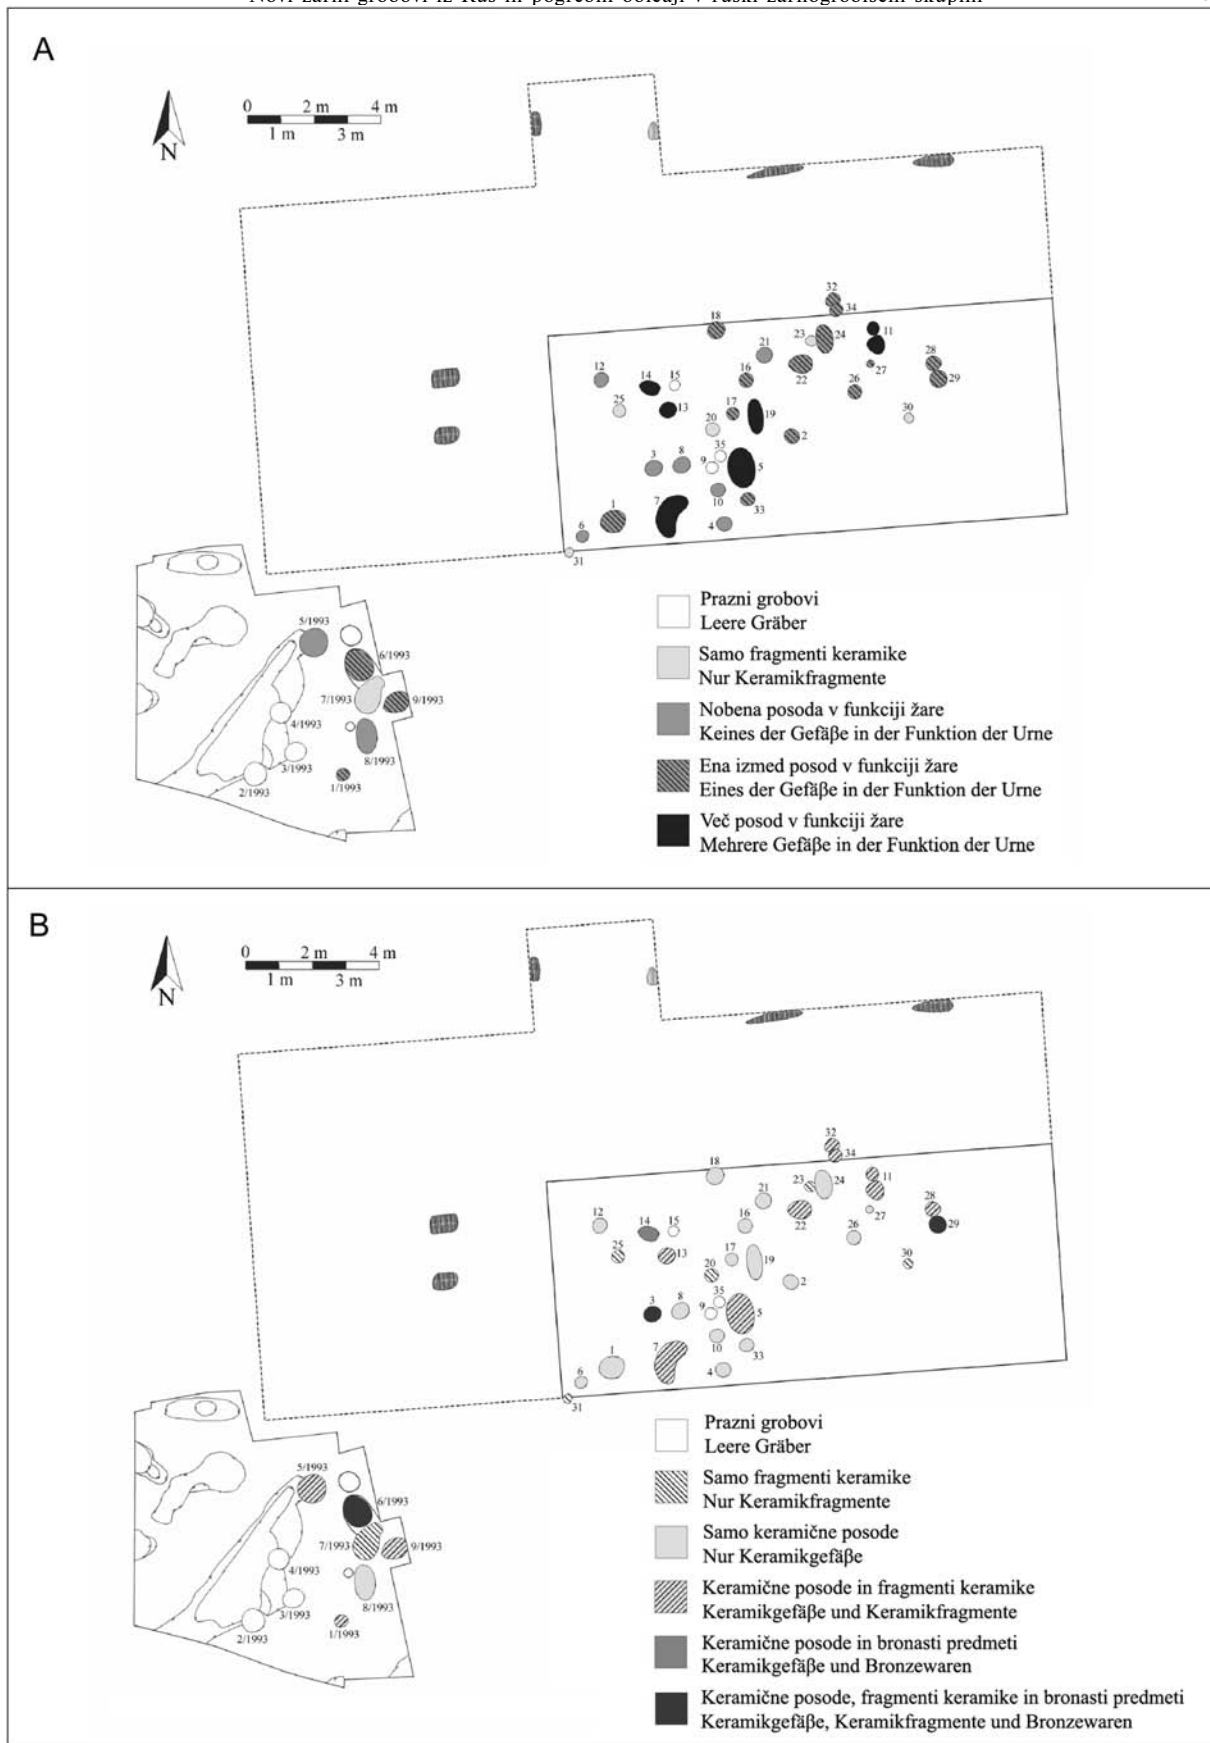 Novi žarni grobovi iz Ruš in pogrebni običaji v ruški žarnogrobiščni skupini
A
0 2 m 4 m
1 m 3 m
N
32
34
18
11
23
24
21
28
12
14
15
16
22
27
29
25
13
17
19
26
20
30
2
35
3
8
9
5
10
33
1
7
6
4
31
5/1993
6/1993
7/1993
9/1993
4/1993
3/1993
8/1993
2/1993
1/1993
Prazni grobovi
Leere Gräber
Samo fragmenti keramike
Nur Keramikfragmente
Nobena posoda v funkciji žare
Keines der Gefäβe in der Funktion der Urne
Ena izmed posod v funkciji žare
Eines der Gefäβe in der Funktion der Urne
Več posod v funkciji žare
Mehrere Gefäβe in der Funktion der Urne
B
0 2 m 4 m
1 m 3 m
N
32
34
18
11
23
24
21
28
12
14
15
16
22
27
29
25
13
17
19
26
20
30
2
35
3
8
9
5
10
33
1
7
6
4
31
5/1993
6/1993
7/1993
9/1993
4/1993
3/1993
8/1993
2/1993
1/1993
Prazni grobovi
Leere Gräber
Samo fragmenti keramike
Nur Keramikfragmente
Samo keramične posode
Nur Keramikgefäβe
Keramične posode in fragmenti keramike
Keramikgefäβe und Keramikfragmente
Keramične posode in bronasti predmeti
Keramikgefäβe und Bronzewaren
Keramične posode, fragmenti keramike in bronasti predmeti
Keramikgefäβe, Keramikfragmente und Bronzewaren